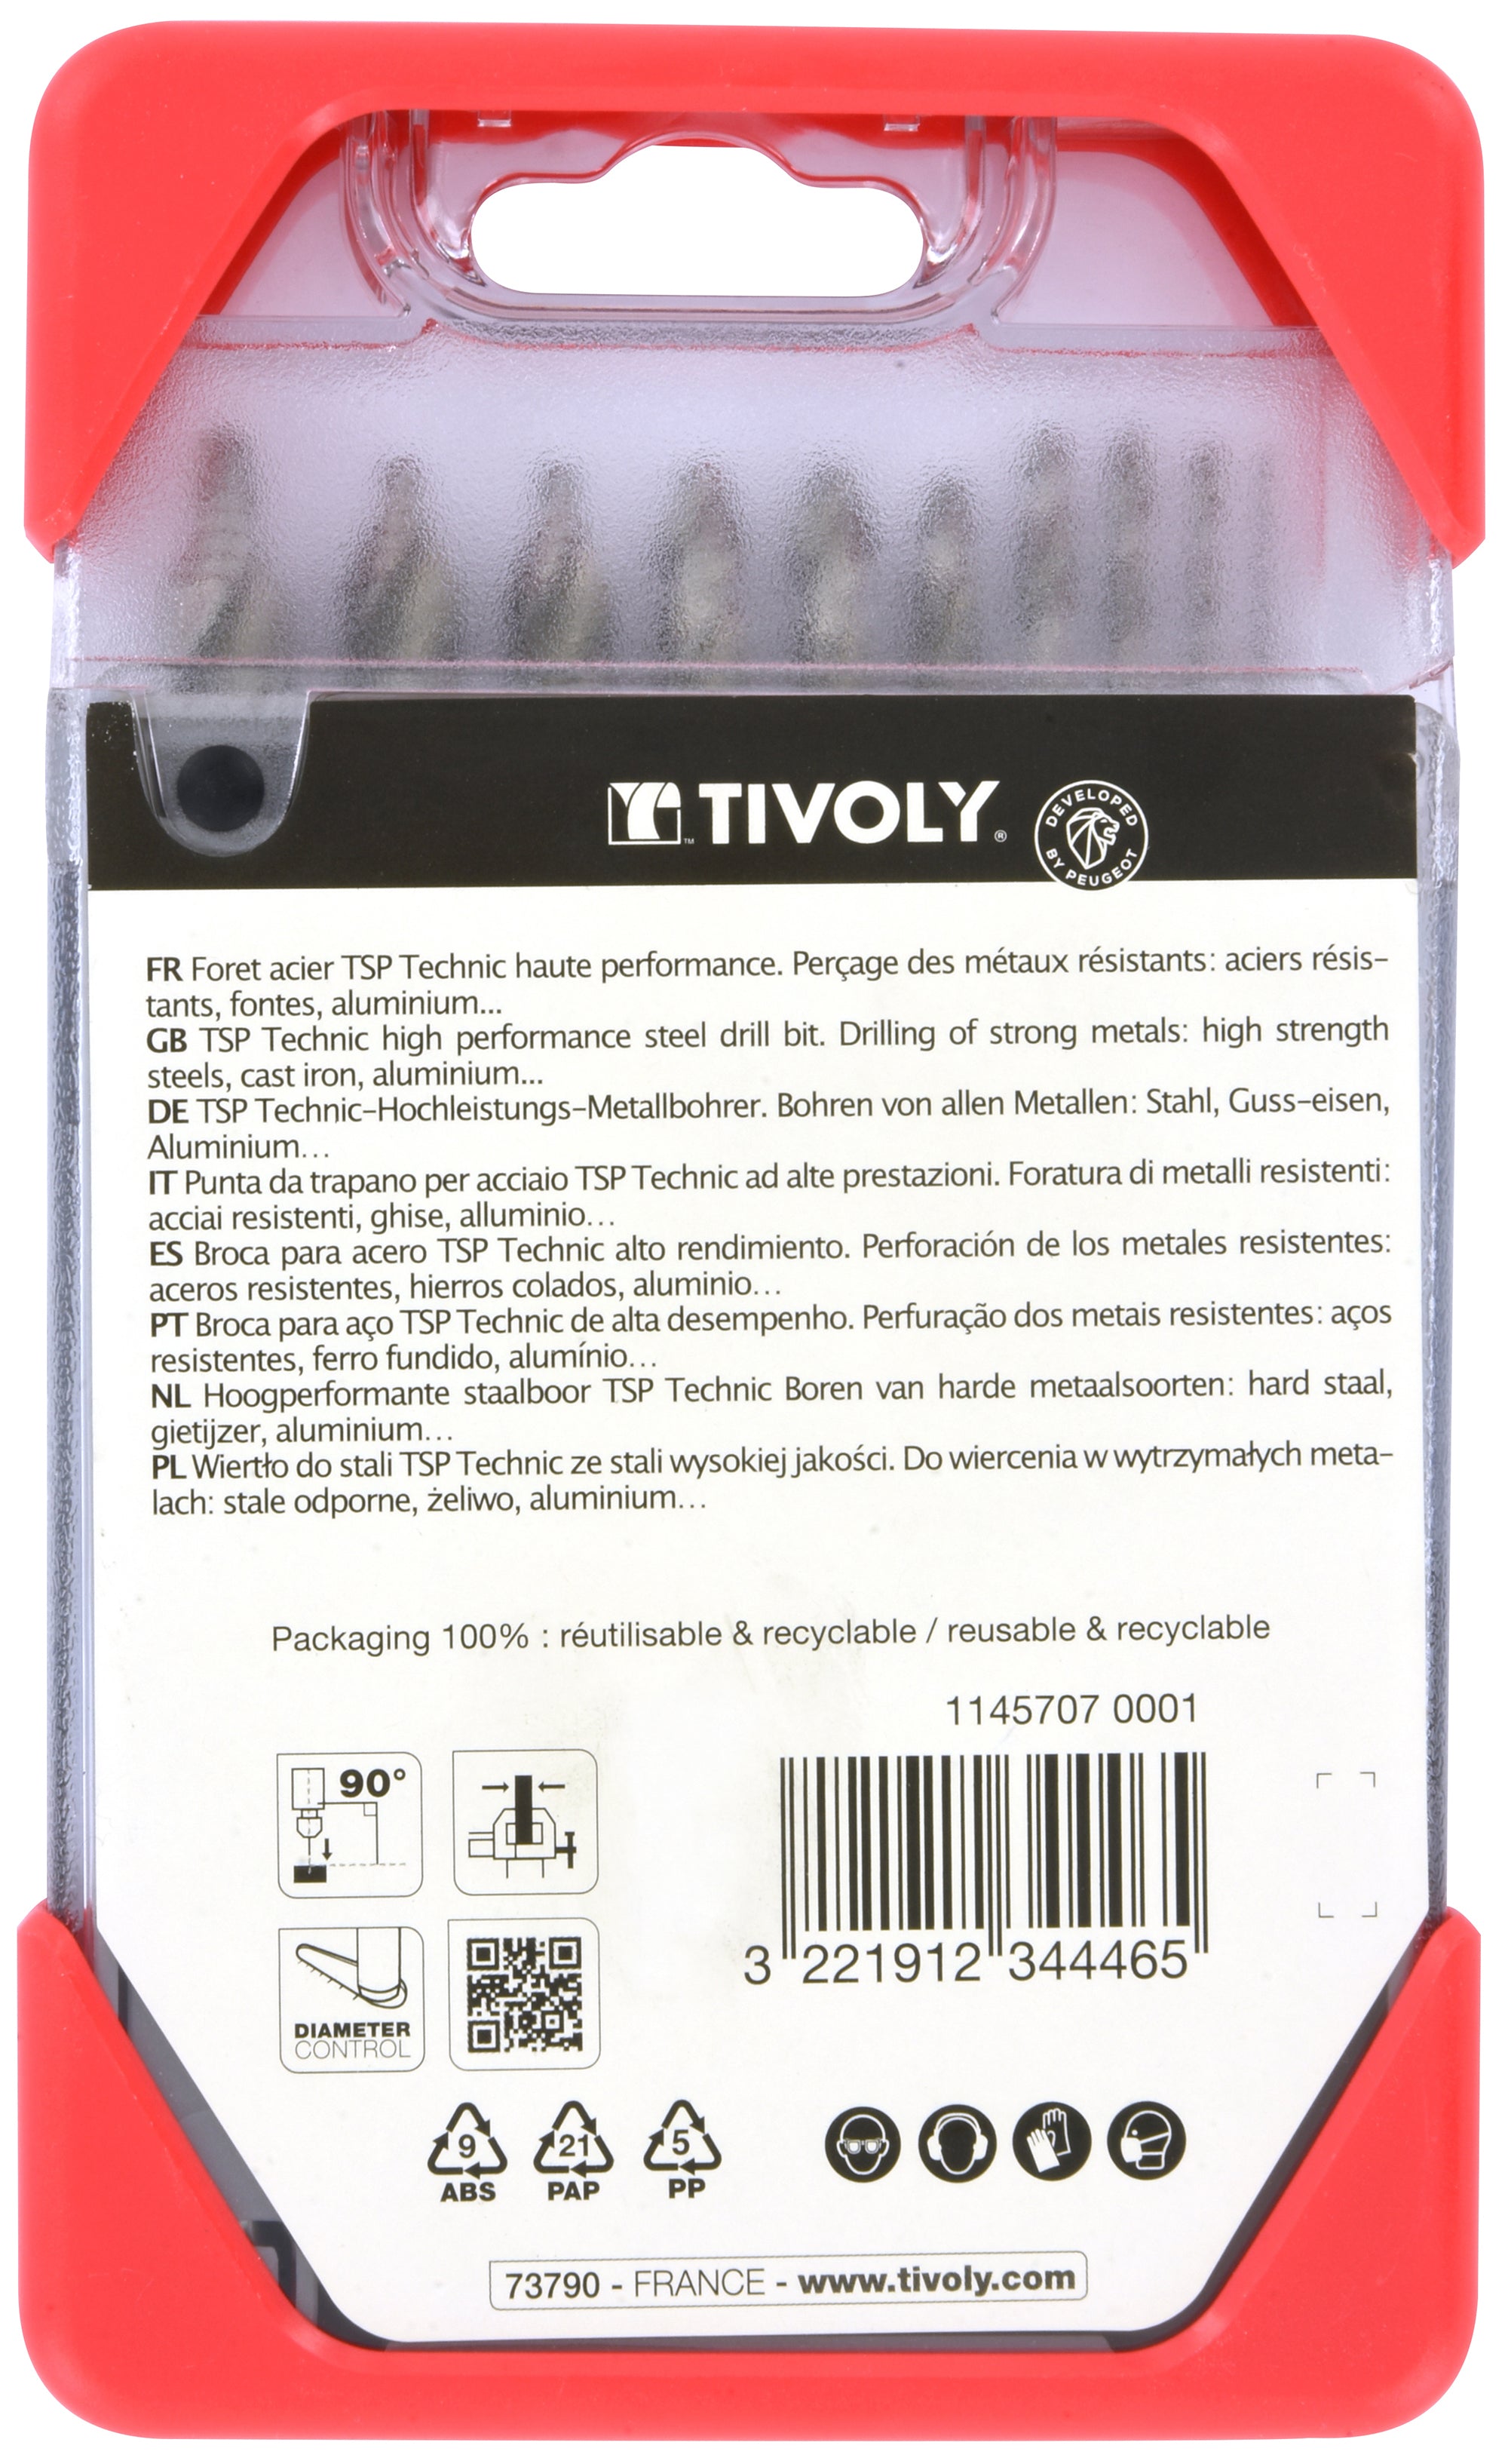 TIVOLY
DEVELOPED
BY PEUGEOT
FR Foret acier TSP Technic haute performance. Perçage des métaux résistants: aciers résis-
tants, fontes, aluminium...
GB TSP Technic high performance steel drill bit. Drilling of strong metals: high strength
steels, cast iron, aluminium...
DE TSP Technic-Hochleistungs-Metallbohrer. Bohren von allen Metallen: Stahl, Guss-eisen,
Aluminium...
IT Punta da trapano per acciaio TSP Technic ad alte prestazioni. Foratura di metalli resistenti:
acciai resistenti, ghise, alluminio...
ES Broca para acero TSP Technic alto rendimiento. Perforación de los metales resistentes:
aceros resistentes, hierros colados, aluminio...
PT Broca para aço TSP Technic de alta desempenho. Perfuração dos metais resistentes: aços
resistentes, ferro fundido, alumínio...
NL Hoogperformante staalboor TSP Technic Boren van harde metaalsoorten: hard staal,
gietijzer, aluminium...
PL Wiertło do stali TSP Technic ze stali wysokiej jakości. Do wiercenia w wytrzymałych meta-
lach: stale odporne, żeliwo, aluminium...
Packaging 100% : réutilisable & recyclable / reusable & recyclable
1145707 0001
90°
3 221912 344465
DIAMETER
CONTROL
9 21 5
ABS PAP PP
73790 - FRANCE - www.tivoly.com